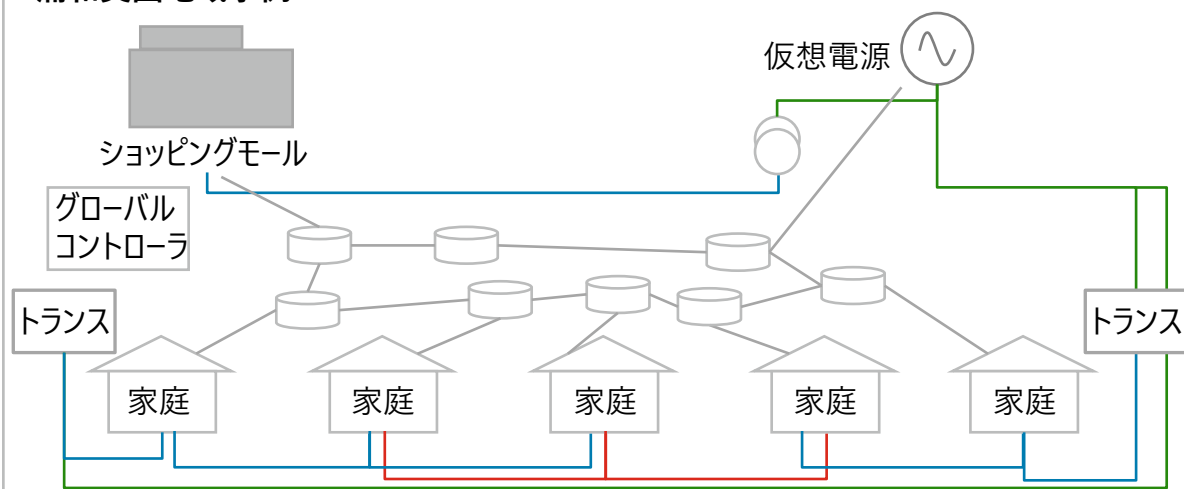 仮想電源
ショッピングモール
グローバル
コントローラ
トランス
トランス
家庭
家庭
家庭
家庭
家庭